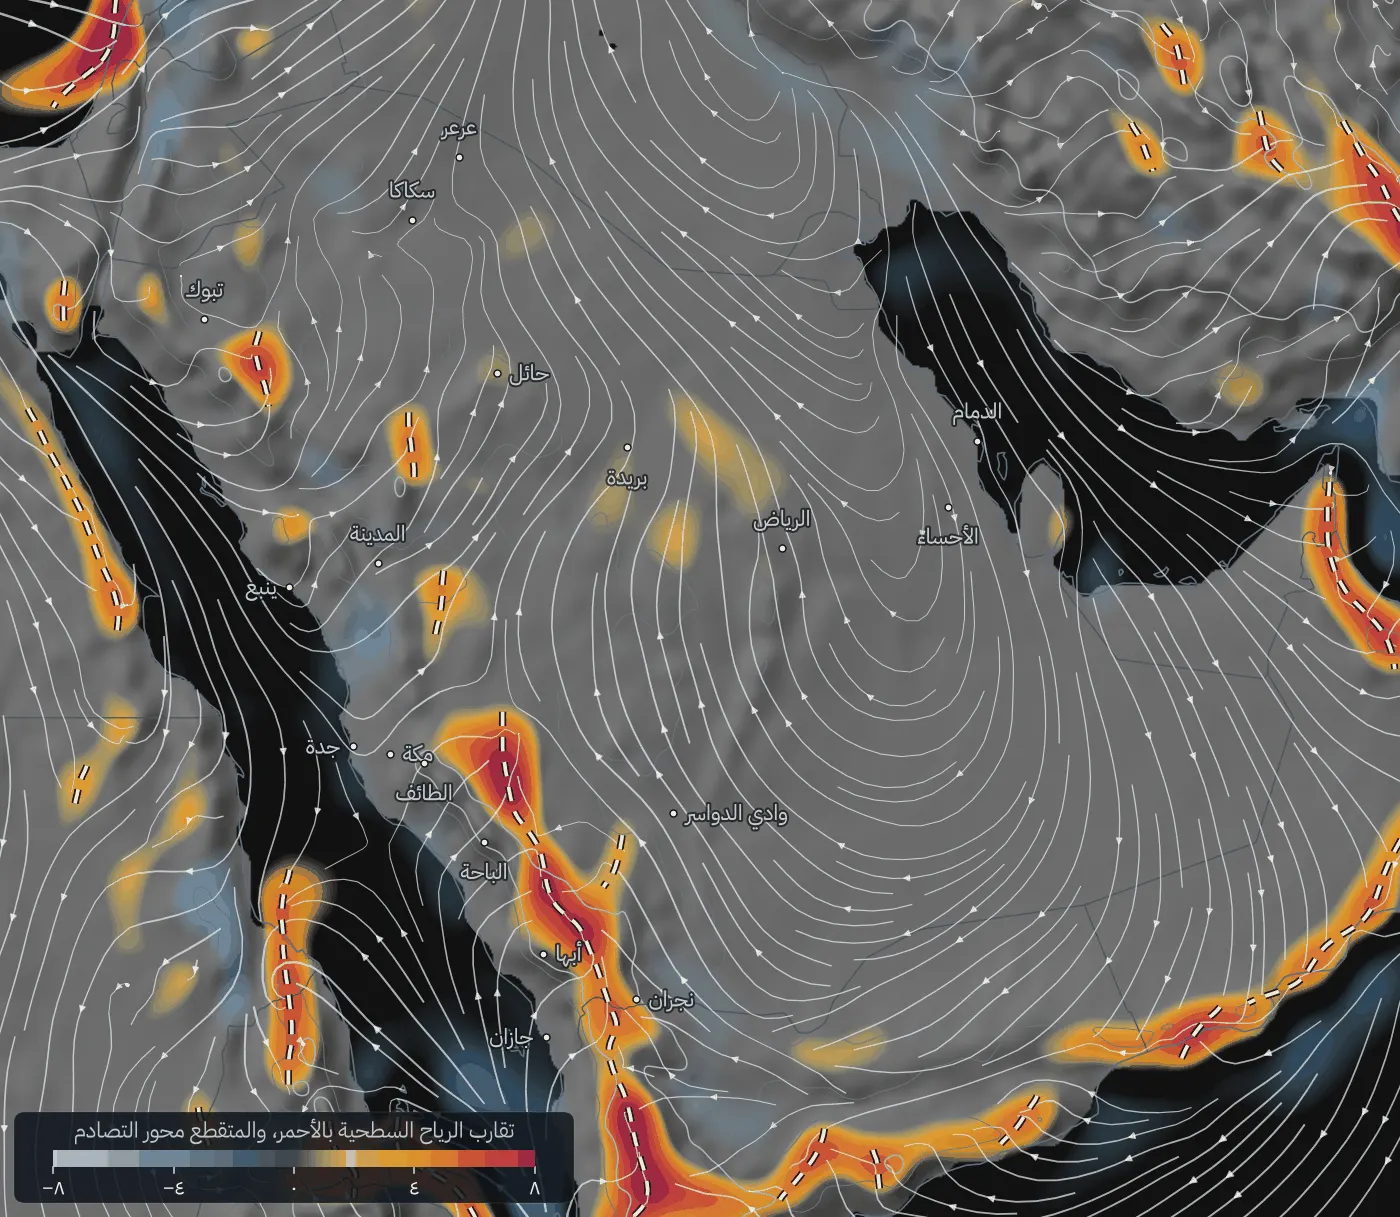 عرعر
سكاكا
تبوك
حائل
الدمام
بريدة
الرياض
المدينة
الأحساء
ينبع
جدة
مكة
الطائف
وادي الدواسر
الباحة
أبها
نجران
جازان
تقارب الرياح السطحية بالأحمر، والمتقطع محور التصادم
−٨ −٤ ٠ ٤ ٨